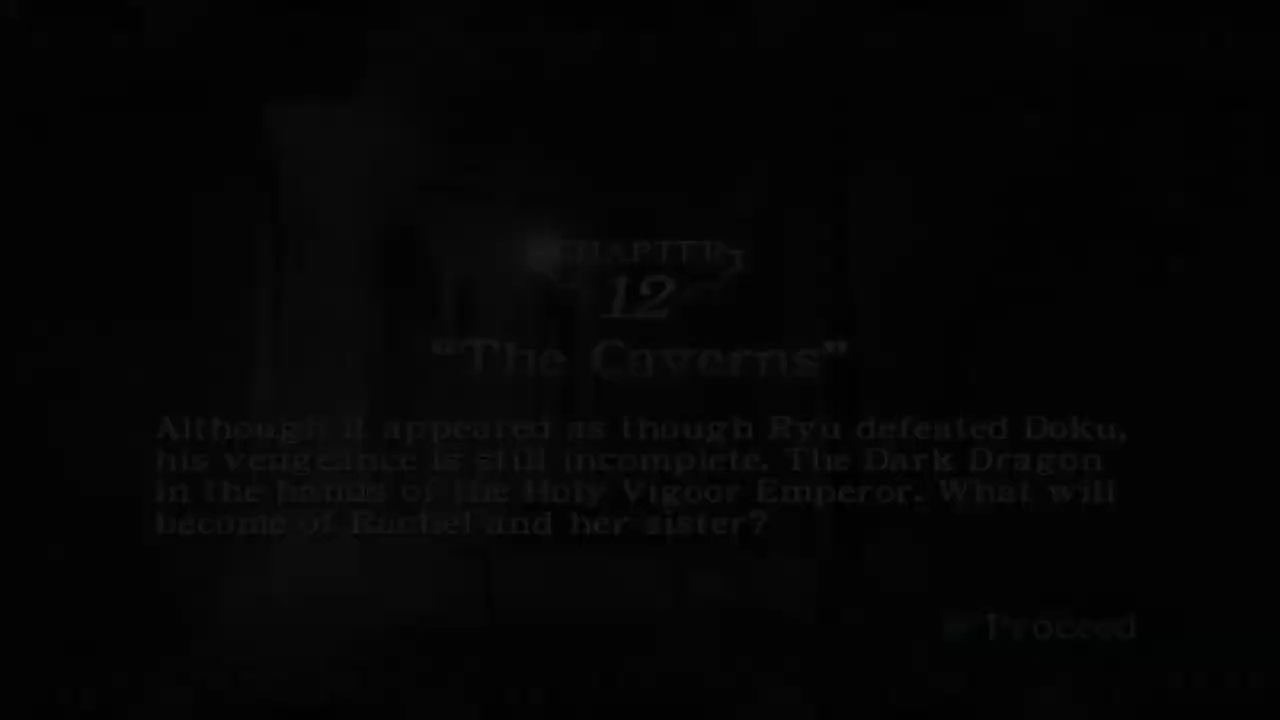 CHAPTER
12
"The Caverns"
Although it appeared as though Ryu defeated Doku,
his vengeance is still incomplete. The Dark Dragon
in the hands of the Holy Vigoor Emperor. What will
become of Rachel and her sister?
Proceed